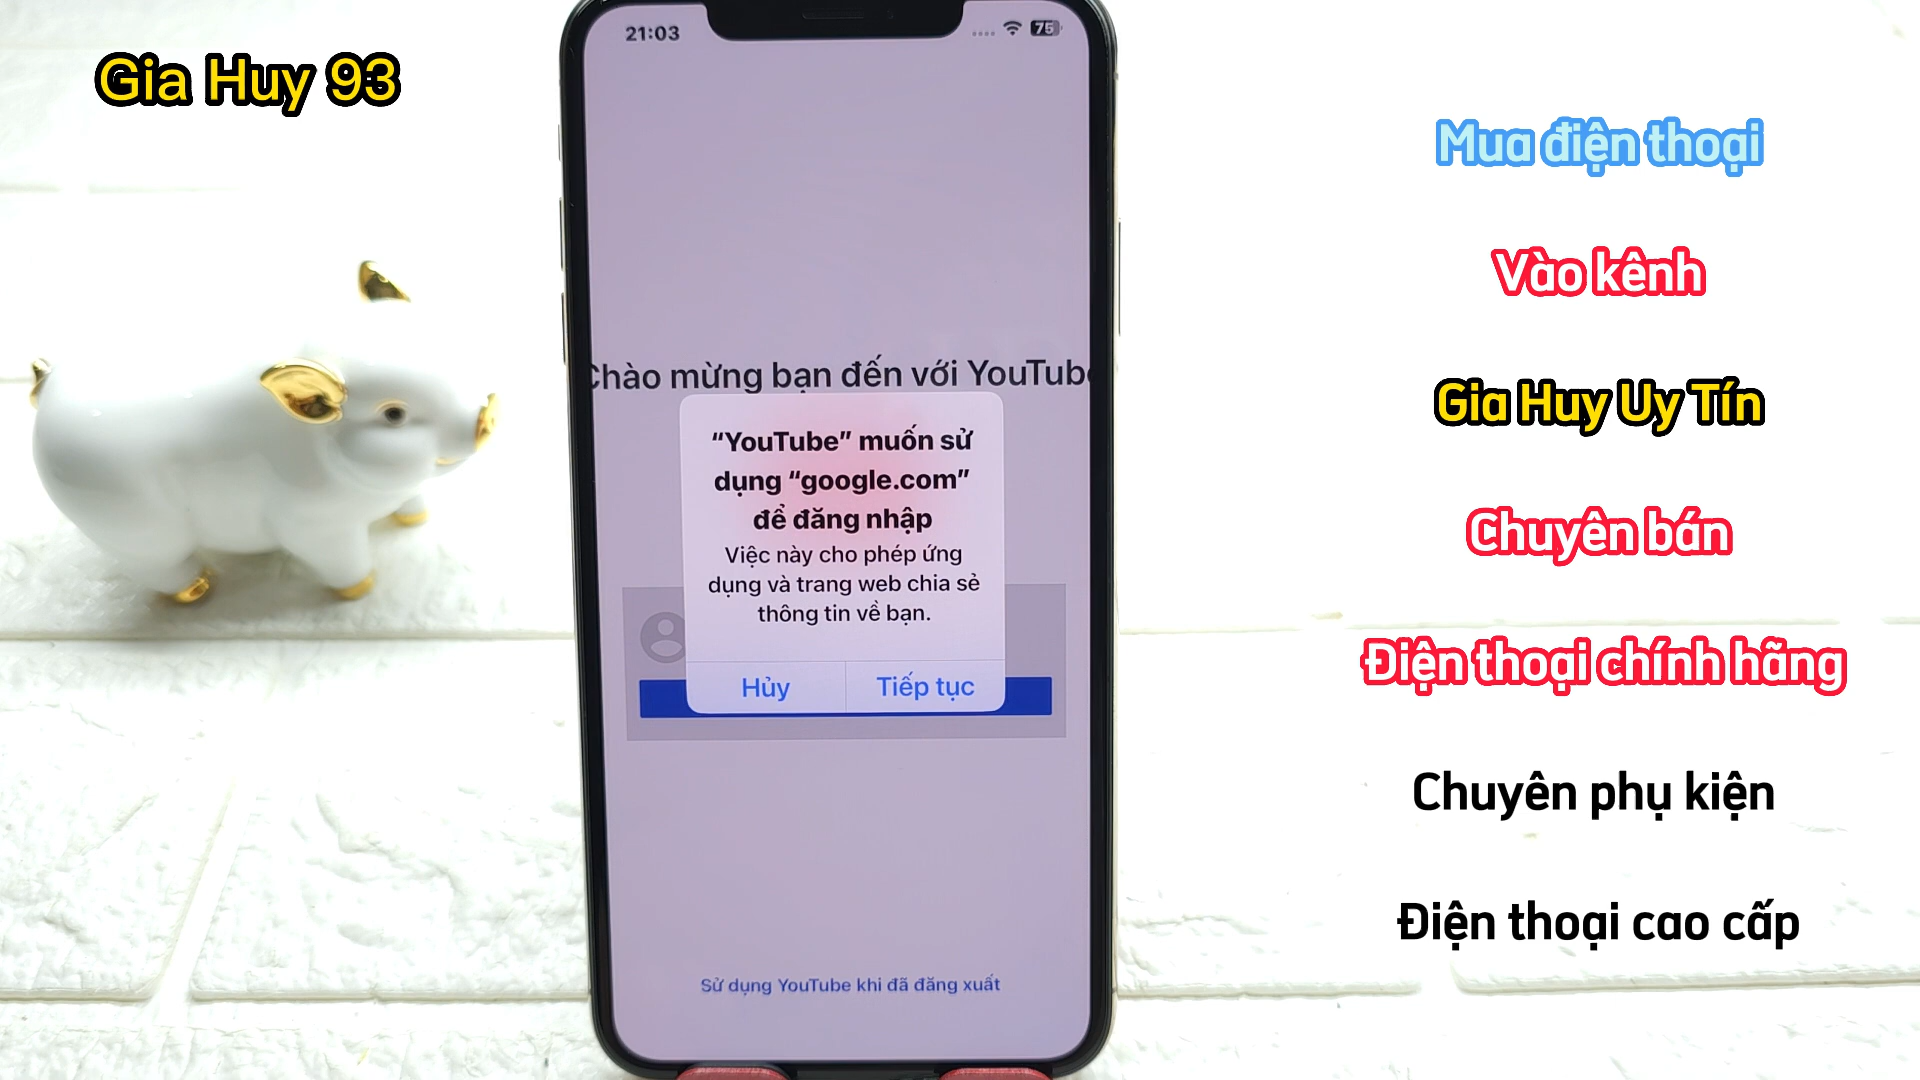 Gia Huy 93
21:03
75
Chào mừng bạn đến với YouTube
“YouTube” muốn sử
dụng “google.com”
để đăng nhập
Việc này cho phép ứng
dụng và trang web chia sẻ
thông tin về bạn.
Hủy
Tiếp tục
Sử dụng YouTube khi đã đăng xuất
Mua điện thoại
Vào kênh
Gia Huy Uy Tín
Chuyên bán
Điện thoại chính hãng
Chuyên phụ kiện
Điện thoại cao cấp